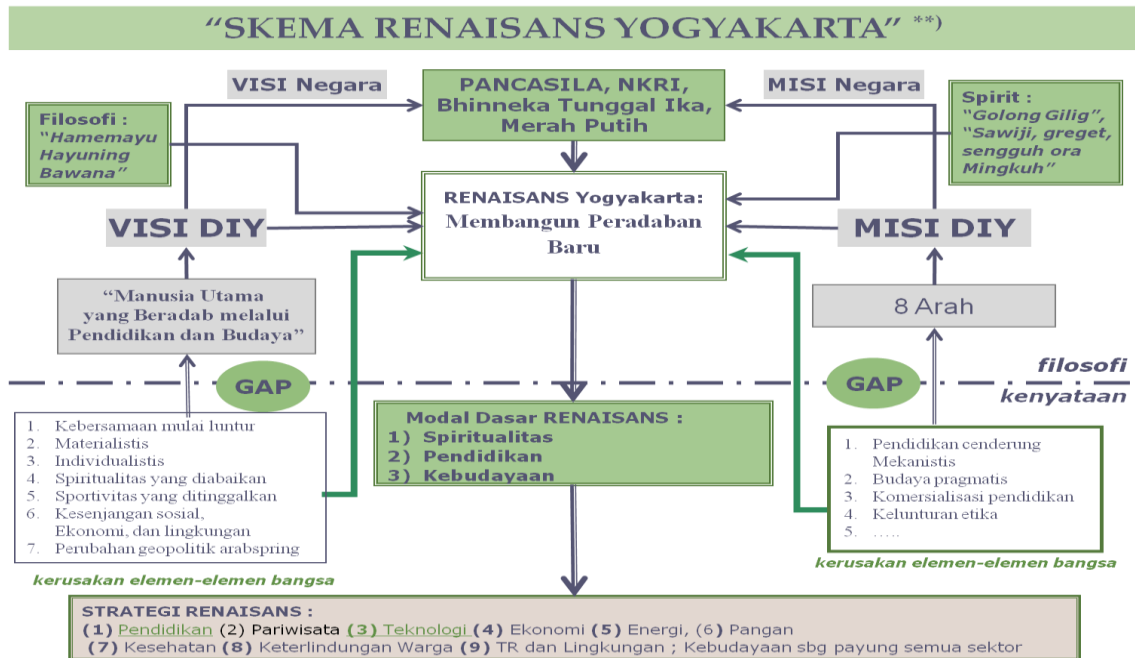 “SKEMA RENAISANS YOGYAKARTA” **)
VISI Negara
PANCASILA, NKRI,
Bhinneka Tunggal Ika,
Merah Putih
MISI Negara
Filosofi :
“Hamemayu
Hayuning
Bawana”
Spirit :
“Golong Gilig”,
“Sawiji, greget,
sengguh ora
Mingkuh”
VISI DIY
RENAISANS Yogyakarta:
Membangun Peradaban
Baru
MISI DIY
“Manusia Utama
yang Beradab melalui
Pendidikan dan Budaya”
8 Arah
GAP
GAP
filosofi
kenyataan
1. Kebersamaan mulai luntur
2. Materialistis
3. Individualistis
4. Spiritualitas yang diabaikan
5. Sportivitas yang ditinggalkan
6. Kesenjangan sosial,
Ekonomi, dan lingkungan
7. Perubahan geopolitik arabspring
kerusakan elemen-elemen bangsa
Modal Dasar RENAISANS :
1) Spiritualitas
2) Pendidikan
3) Kebudayaan
1. Pendidikan cenderung
Mekanistis
2. Budaya pragmatis
3. Komersialisasi pendidikan
4. Kelunturan etika
5. .....
kerusakan elemen-elemen bangsa
STRATEGI RENAISANS :
(1) Pendidikan (2) Pariwisata (3) Teknologi (4) Ekonomi (5) Energi, (6) Pangan
(7) Kesehatan (8) Keterlindungan Warga (9) TR dan Lingkungan ; Kebudayaan sbg payung semua sektor